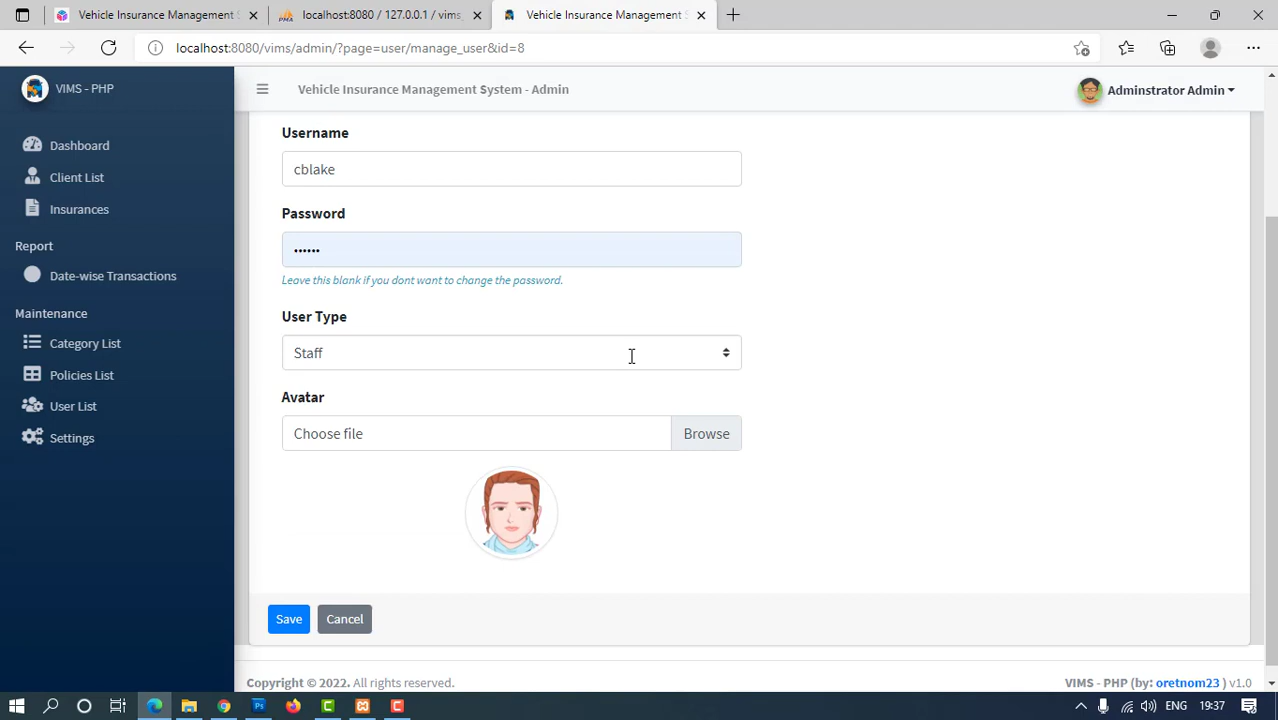 Vehicle Insurance Management S
localhost:8080 / 127.0.0.1 / vims_
Vehicle Insurance Management S
localhost:8080/vims/admin/?page=user/manage_user&id=8
VIMS - PHP
Vehicle Insurance Management System - Admin
Adminstrator Admin
Dashboard
Client List
Insurances
Report
Date-wise Transactions
Maintenance
Category List
Policies List
User List
Settings
Username
cblake
Password
••••••
Leave this blank if you dont want to change the password.
User Type
Staff
Avatar
Choose file
Browse
Save
Cancel
Copyright © 2022. All rights reserved.
VIMS - PHP (by: oretnom23 ) v1.0
ENG
19:37